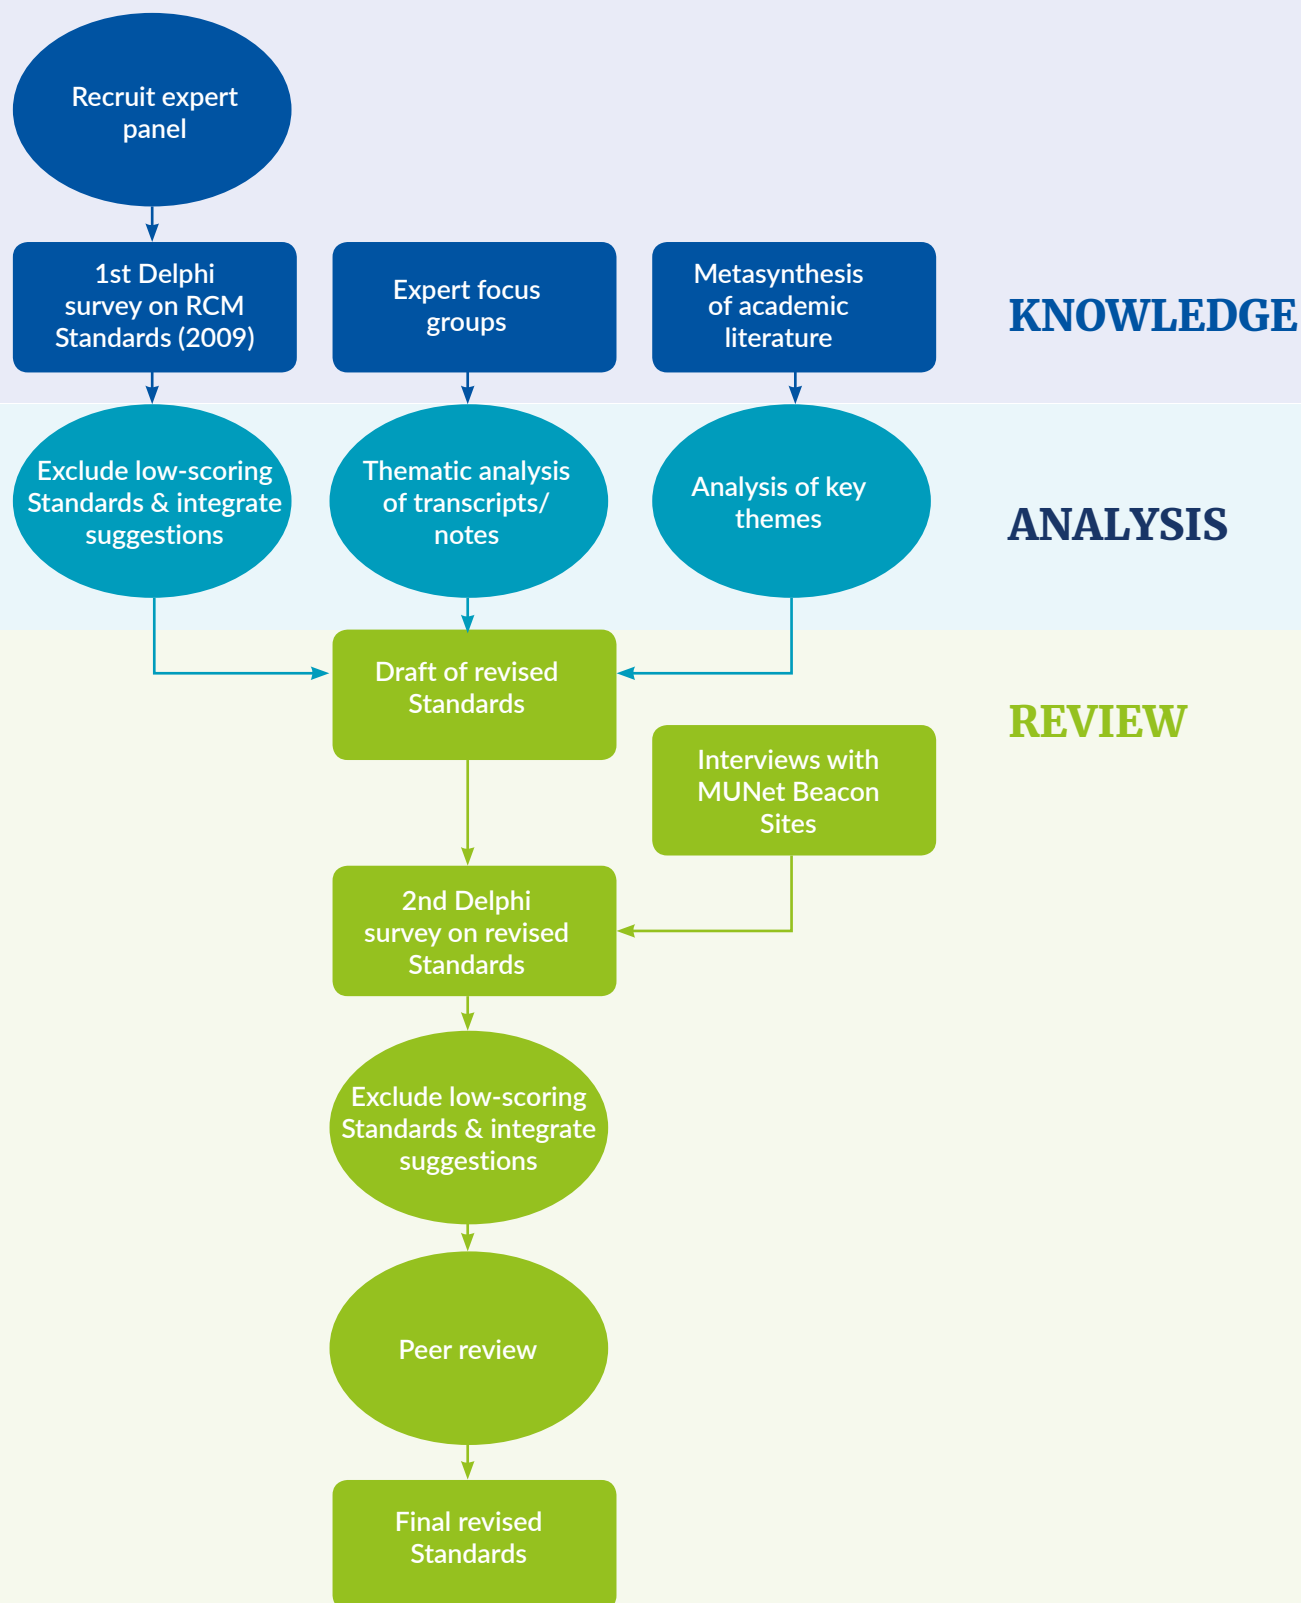 Recruit expert
panel
1st Delphi
survey on RCM
Standards (2009)
Expert focus
groups
Metasynthesis
of academic
literature
KNOWLEDGE
Exclude low-scoring
Standards & integrate
suggestions
Thematic analysis
of transcripts/
notes
Analysis of key
themes
ANALYSIS
Draft of revised
Standards
REVIEW
Interviews with
MUNet Beacon
Sites
2nd Delphi
survey on revised
Standards
Exclude low-scoring
Standards & integrate
suggestions
Peer review
Final revised
Standards